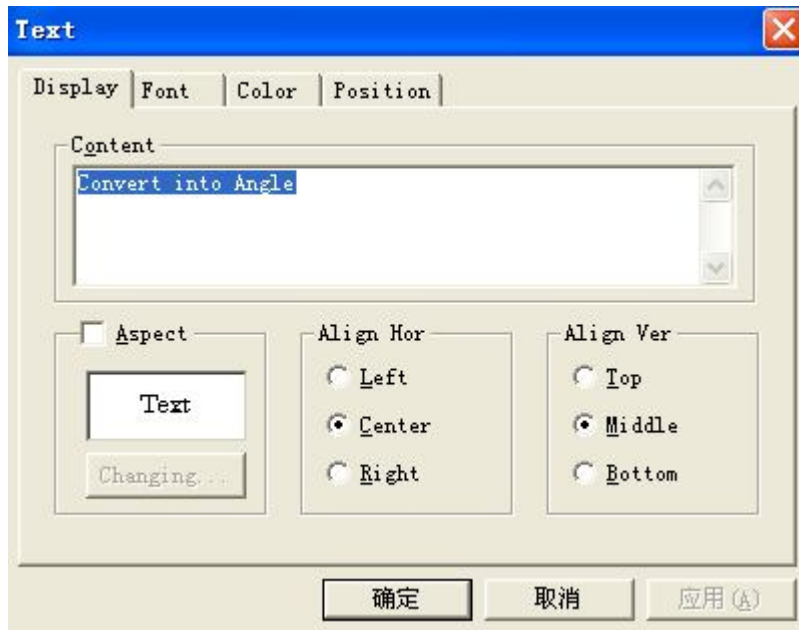 Text
Display Font Color Position
Content
Convert into Angle
Aspect Align Hor Align Ver
Left Top
Text
Center Middle
Changing... Right Bottom
确定 取消 应用(A)